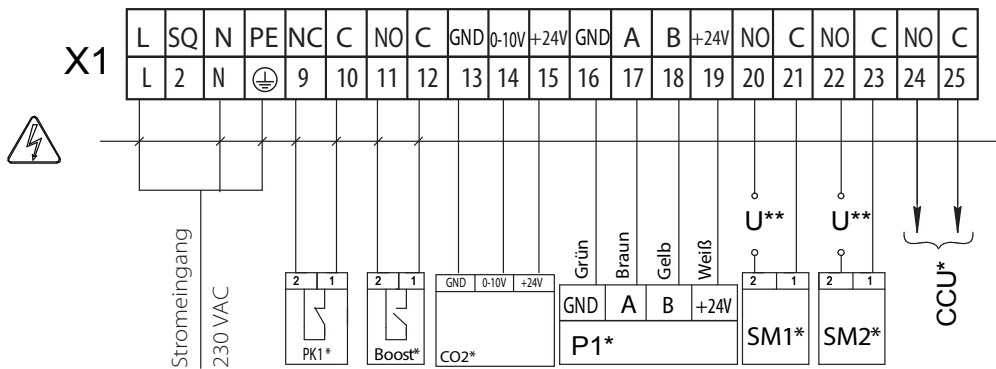 X1
L SQ N PE NC C NO C GND 0-10V +24V GND A B +24V NO C NO C NO C
L 2 N 9 10 11 12 13 14 15 16 17 18 19 20 21 22 23 24 25
Stromeingang
230 VAC
2 1
PK1*
2 1
Boost*
GND 0-10V +24V
CO2*
Grün
Braun
Gelb
Weiß
GND A B +24V
P1*
U**
2 1
SM1*
U**
2 1
SM2*
CCU*